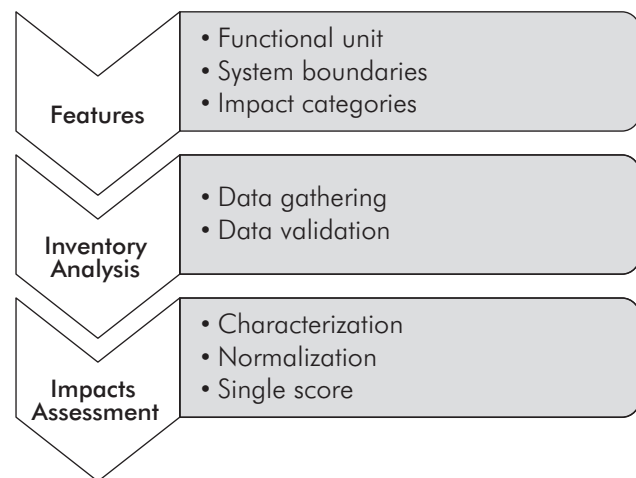 Features
• Functional unit
• System boundaries
• Impact categories
Inventory
Analysis
• Data gathering
• Data validation
Impacts
Assessment
• Characterization
• Normalization
• Single score